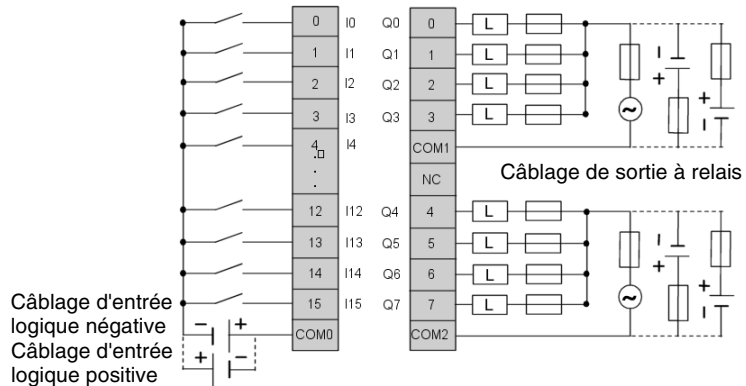 0 I0 Q0 0 L
1 I1 Q1 1 L
2 I2 Q2 2 L
3 I3 Q3 3 L
4 I4 COM1
Câblage de sortie à relais
NC
12 I12 Q4 4 L
13 I13 Q5 5 L
14 I14 Q6 6 L
15 I15 Q7 7 L
COM0 COM2
Câblage d'entrée
logique négative
Câblage d'entrée
logique positive